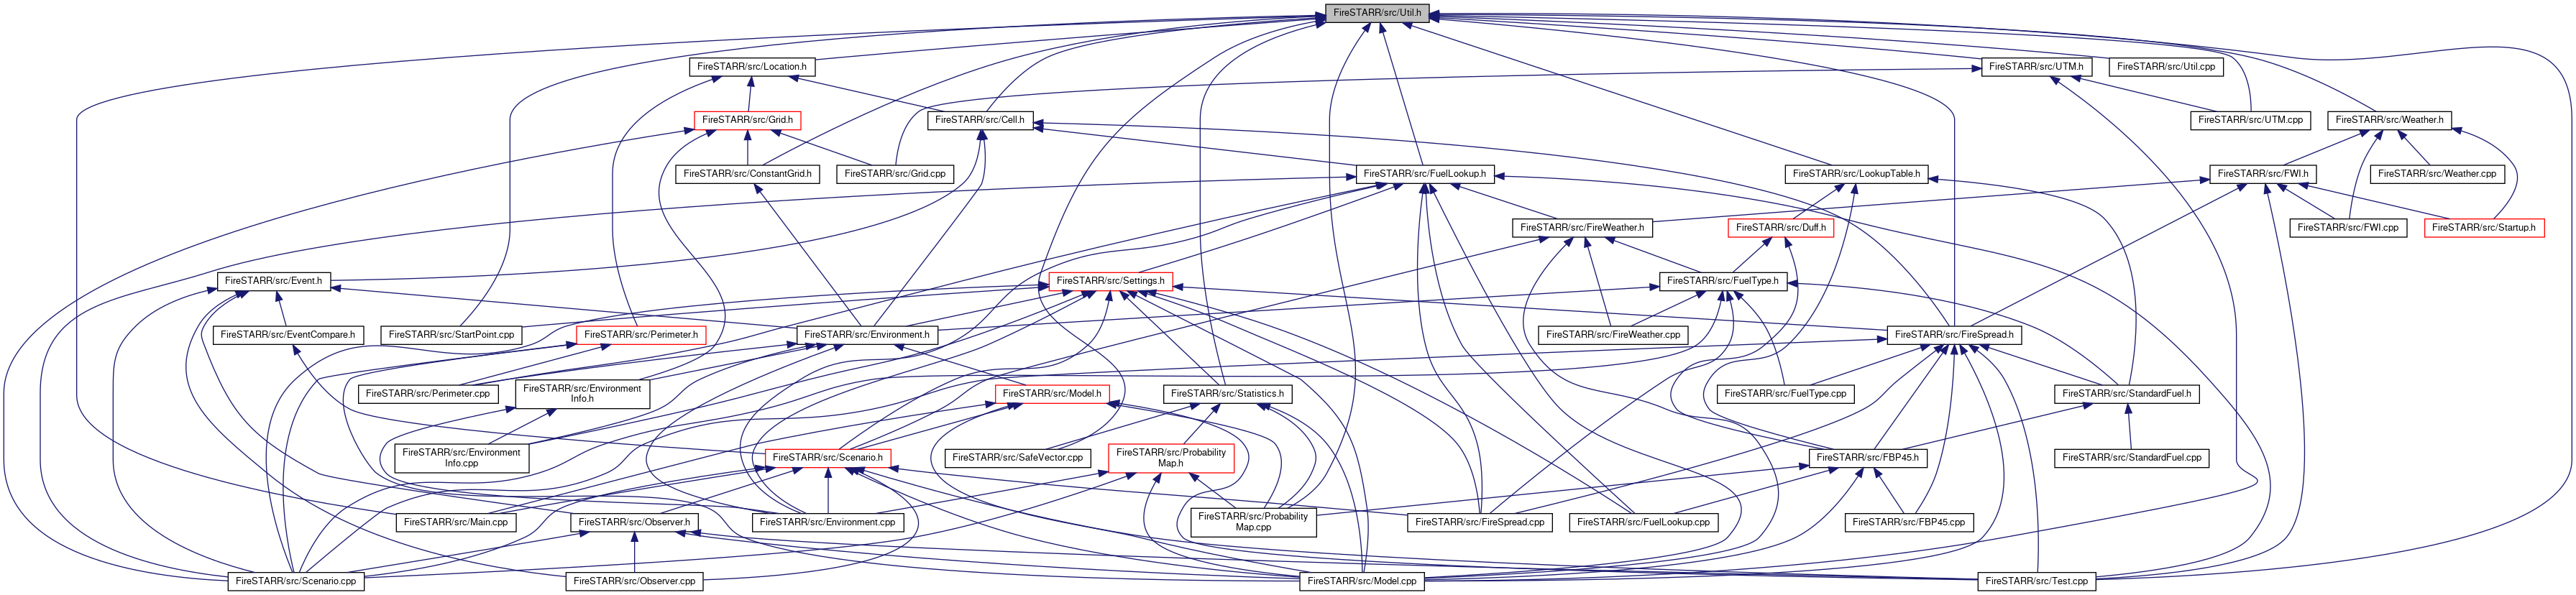 FireSTARR/src/Util.h
FireSTARR/src/Location.h
FireSTARR/src/UTM.h
FireSTARR/src/Util.cpp
FireSTARR/src/Grid.h
FireSTARR/src/Cell.h
FireSTARR/src/UTM.cpp
FireSTARR/src/Weather.h
FireSTARR/src/ConstantGrid.h
FireSTARR/src/Grid.cpp
FireSTARR/src/FuelLookup.h
FireSTARR/src/LookupTable.h
FireSTARR/src/FWI.h
FireSTARR/src/Weather.cpp
FireSTARR/src/FireWeather.h
FireSTARR/src/Duff.h
FireSTARR/src/FWI.cpp
FireSTARR/src/Startup.h
FireSTARR/src/Event.h
FireSTARR/src/Settings.h
FireSTARR/src/FuelType.h
FireSTARR/src/EventCompare.h
FireSTARR/src/StartPoint.cpp
FireSTARR/src/Perimeter.h
FireSTARR/src/Environment.h
FireSTARR/src/FireWeather.cpp
FireSTARR/src/FireSpread.h
FireSTARR/src/Perimeter.cpp
FireSTARR/src/Environment
Info.h
FireSTARR/src/Model.h
FireSTARR/src/Statistics.h
FireSTARR/src/FuelType.cpp
FireSTARR/src/StandardFuel.h
FireSTARR/src/Environment
Info.cpp
FireSTARR/src/Scenario.h
FireSTARR/src/SafeVector.cpp
FireSTARR/src/Probability
Map.h
FireSTARR/src/FBP45.h
FireSTARR/src/StandardFuel.cpp
FireSTARR/src/Main.cpp
FireSTARR/src/Observer.h
FireSTARR/src/Environment.cpp
FireSTARR/src/Probability
Map.cpp
FireSTARR/src/FireSpread.cpp
FireSTARR/src/FuelLookup.cpp
FireSTARR/src/FBP45.cpp
FireSTARR/src/Scenario.cpp
FireSTARR/src/Observer.cpp
FireSTARR/src/Model.cpp
FireSTARR/src/Test.cpp